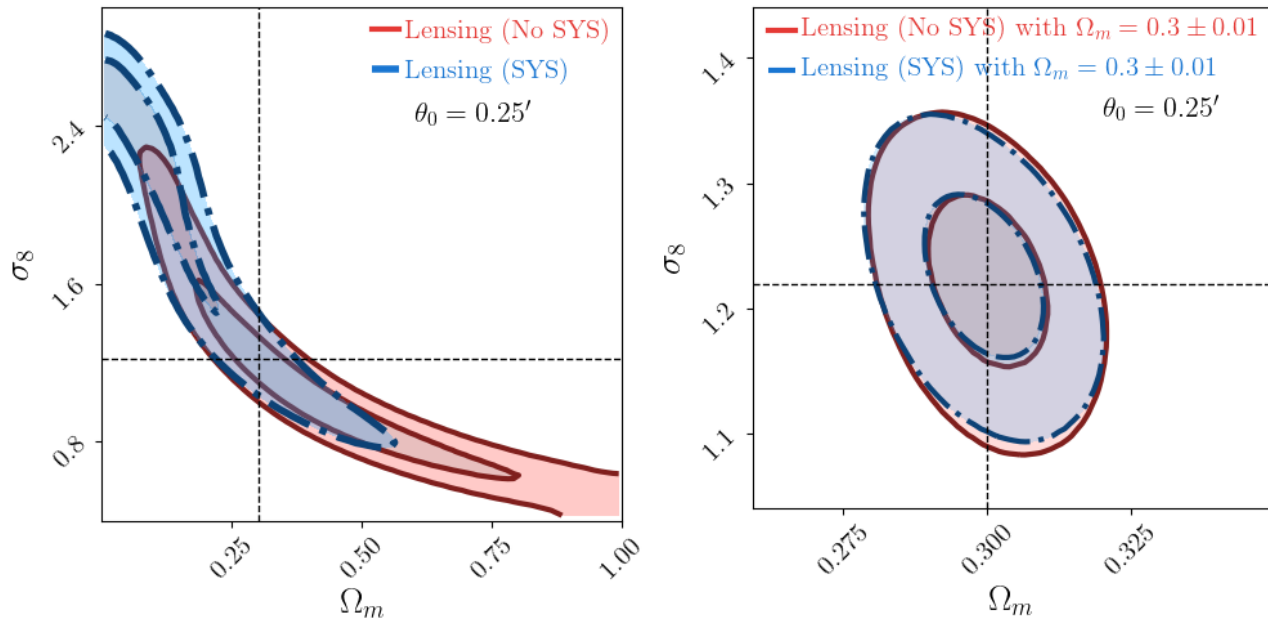 Lensing (No SYS)
Lensing (SYS)
θ₀ = 0.25′
2.4
1.6
0.8
σ₈
0.25
0.50
0.75
1.00
Ωₘ
Lensing (No SYS) with Ωₘ = 0.3 ± 0.01
Lensing (SYS) with Ωₘ = 0.3 ± 0.01
θ₀ = 0.25′
1.4
1.3
1.2
1.1
σ₈
0.275
0.300
0.325
Ωₘ